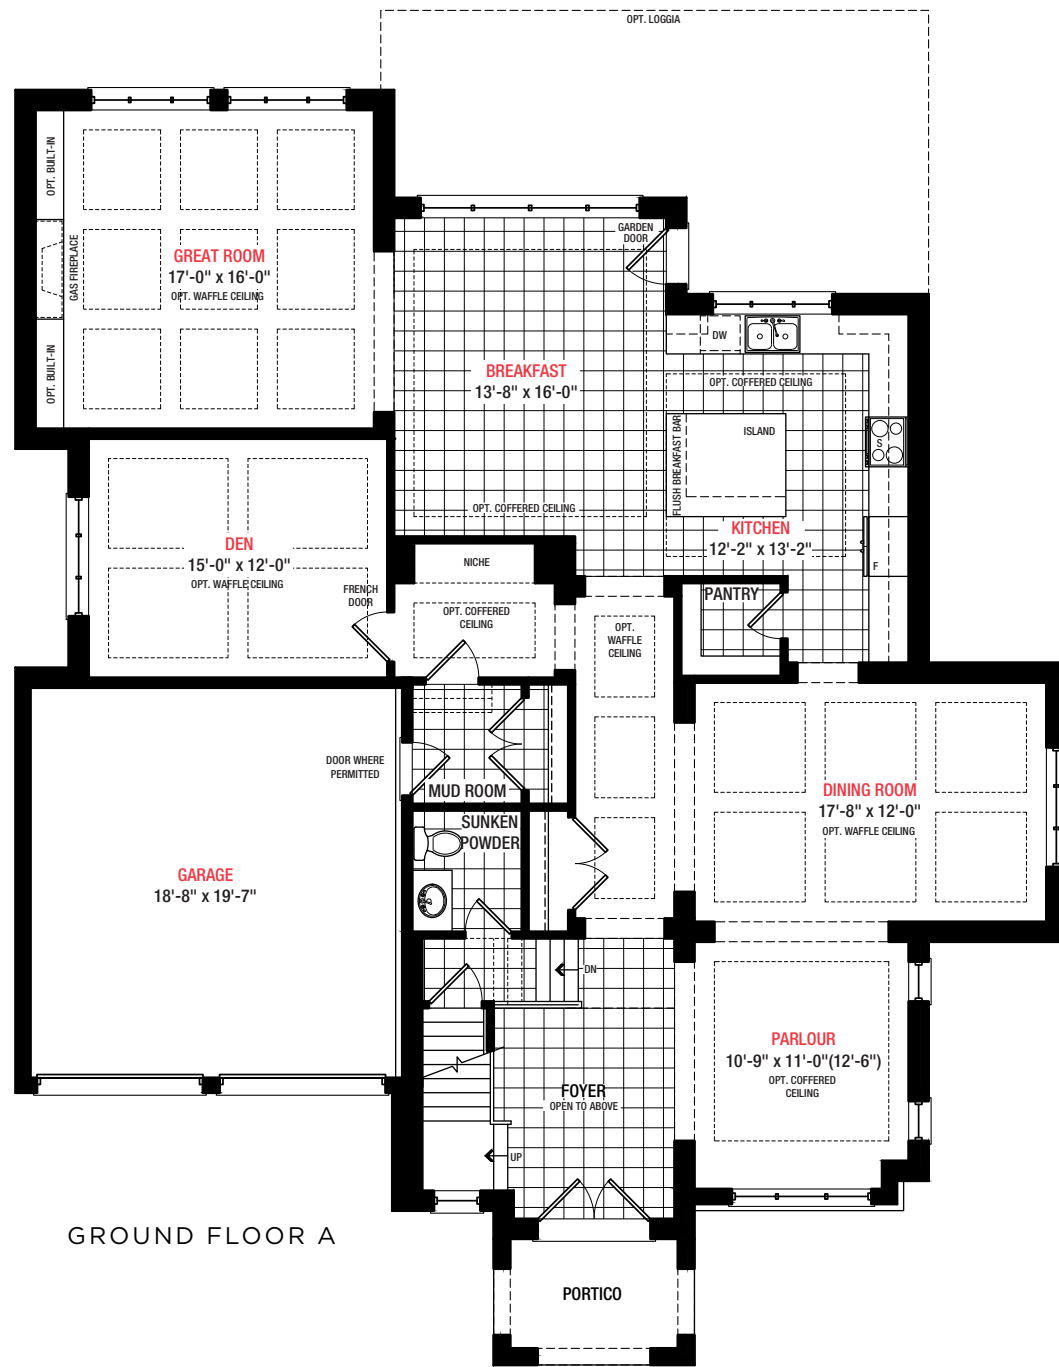 OPT. LOGGIA
OPT. BUILT-IN
GAS FIREPLACE
OPT. BUILT-IN
GREAT ROOM
17'-0" x 16'-0"
OPT. WAFFLE CEILING
GARDEN
DOOR
BREAKFAST
13'-8" x 16'-0"
OPT. COFFERED CEILING
DW
OPT. COFFERED CEILING
FLUSH BREAKFAST BAR
ISLAND
S
KITCHEN
12'-2" x 13'-2"
F
DEN
15'-0" x 12'-0"
OPT. WAFFLE CEILING
FRENCH
DOOR
NICHE
OPT. COFFERED
CEILING
OPT.
WAFFLE
CEILING
PANTRY
DOOR WHERE
PERMITTED
MUD ROOM
SUNKEN
POWDER
DINING ROOM
17'-8" x 12'-0"
OPT. WAFFLE CEILING
GARAGE
18'-8" x 19'-7"
DN
PARLOUR
10'-9" x 11'-0"(12'-6")
OPT. COFFERED
CEILING
FOYER
OPEN TO ABOVE
UP
GROUND FLOOR A
PORTICO